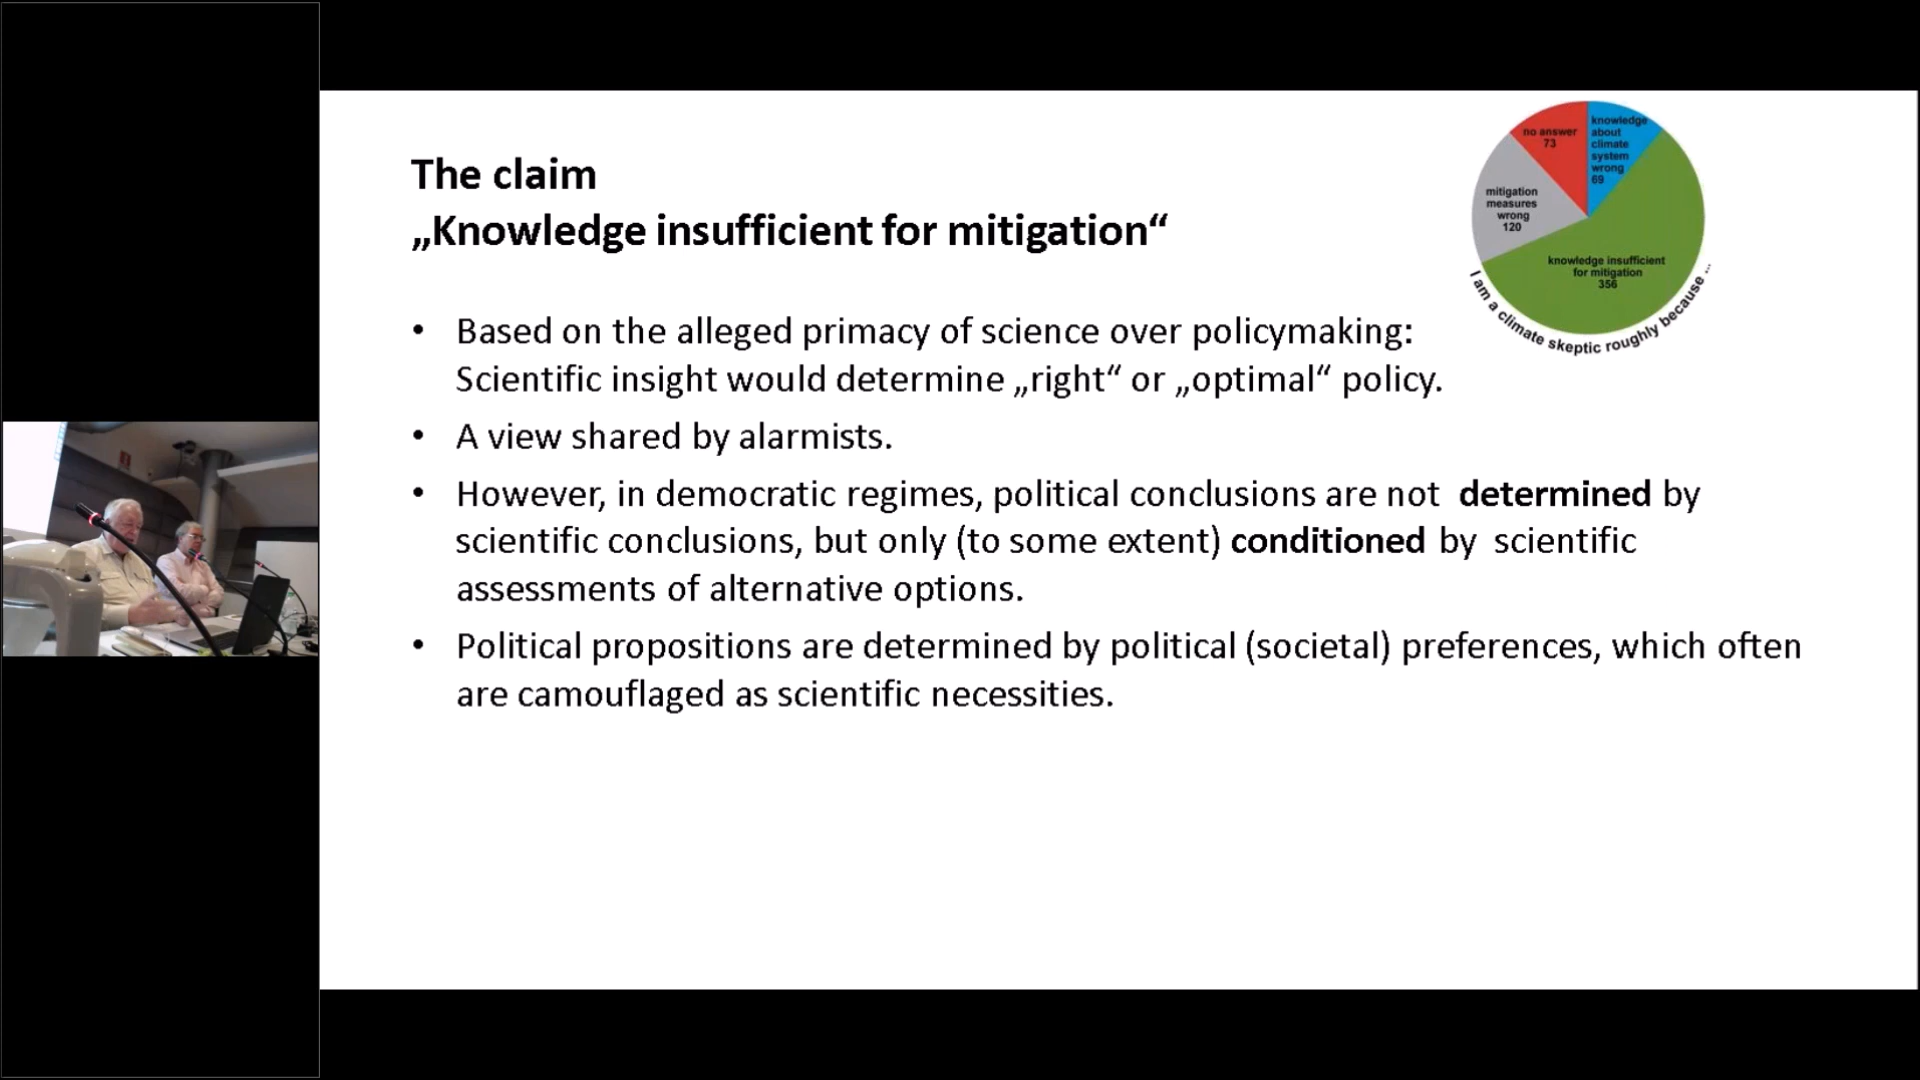 The claim
„Knowledge insufficient for mitigation“
• Based on the alleged primacy of science over policymaking:
Scientific insight would determine „right“ or „optimal“ policy.
• A view shared by alarmists.
• However, in democratic regimes, political conclusions are not determined by
scientific conclusions, but only (to some extent) conditioned by scientific
assessments of alternative options.
• Political propositions are determined by political (societal) preferences, which often
are camouflaged as scientific necessities.
no answer
73
knowledge
about
climate
system
wrong
69
mitigation
measures
wrong
120
knowledge insufficient
for mitigation
356
I am a climate skeptic roughly because ...